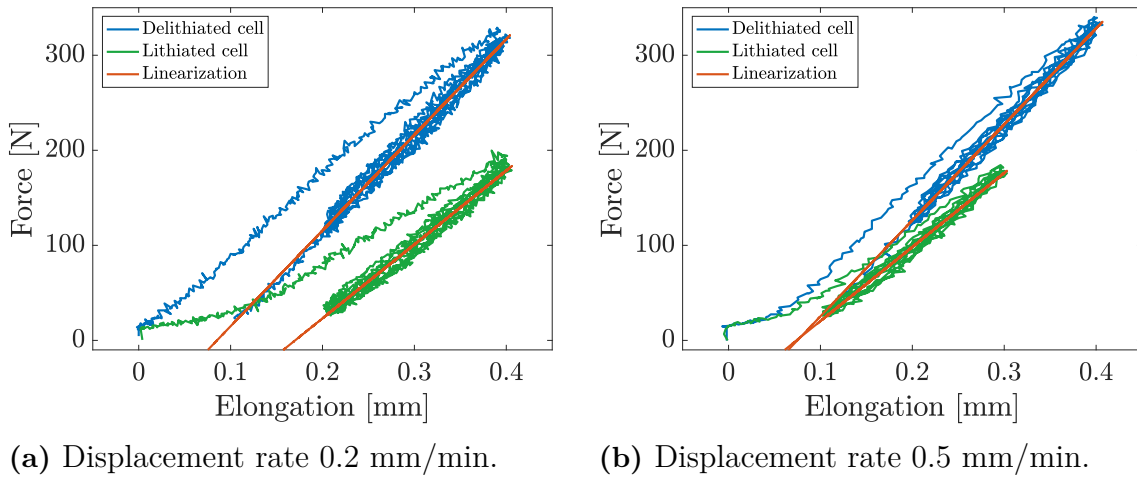 Delithiated cell
Lithiated cell
Linearization
300
200
100
0
Force [N]
0 0.1 0.2 0.3 0.4
Elongation [mm]
(a) Displacement rate 0.2 mm/min.
Delithiated cell
Lithiated cell
Linearization
300
200
100
0
Force [N]
0 0.1 0.2 0.3 0.4
Elongation [mm]
(b) Displacement rate 0.5 mm/min.